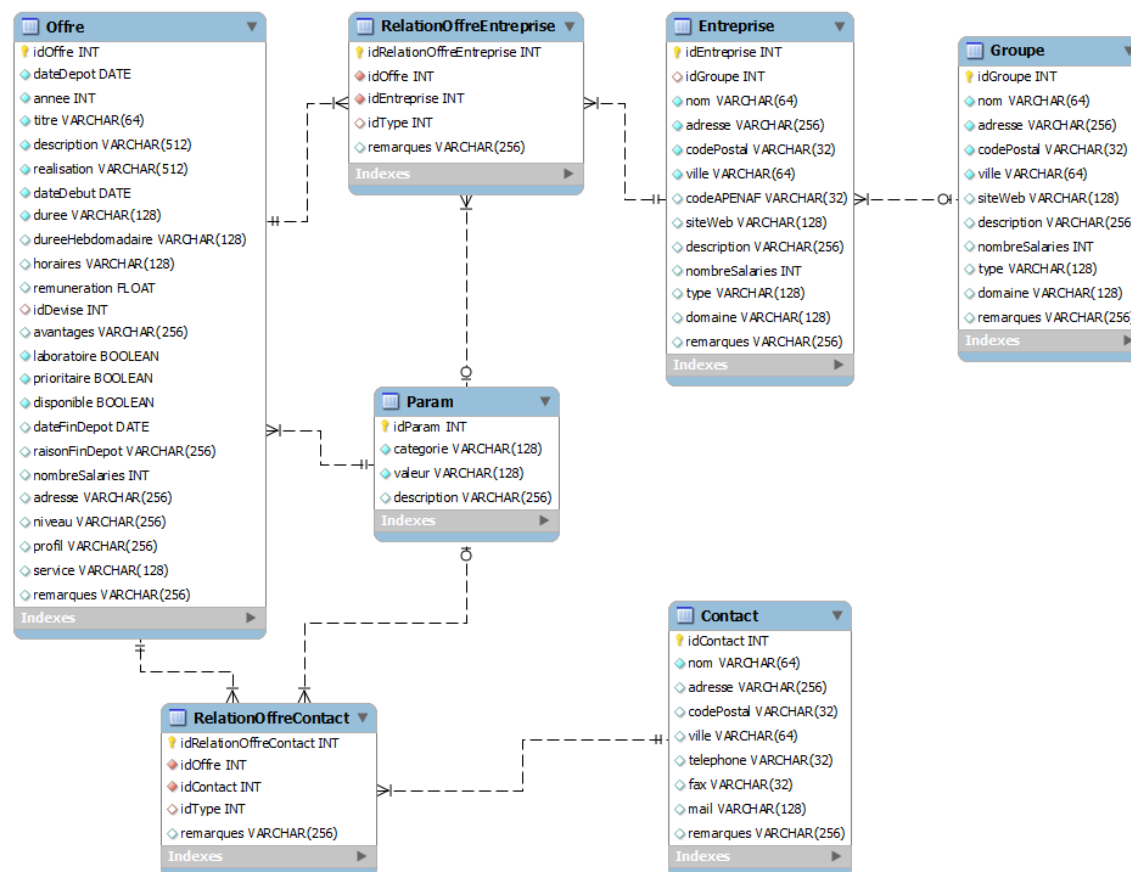 Offre
idOffre INT
dateDepot DATE
annee INT
titre VARCHAR(64)
description VARCHAR(512)
realisation VARCHAR(512)
dateDebut DATE
duree VARCHAR(128)
dureeHebdomadaire VARCHAR(128)
horaires VARCHAR(128)
remuneration FLOAT
idDevise INT
avantages VARCHAR(256)
laboratoire BOOLEAN
prioritaire BOOLEAN
disponible BOOLEAN
dateFinDepot DATE
raisonFinDepot VARCHAR(256)
nombreSalaries INT
adresse VARCHAR(256)
niveau VARCHAR(256)
profil VARCHAR(256)
service VARCHAR(128)
remarques VARCHAR(256)
Indexes
RelationOffreEntreprise
idRelationOffreEntreprise INT
idOffre INT
idEntreprise INT
idType INT
remarques VARCHAR(256)
Indexes
Entreprise
idEntreprise INT
idGroupe INT
nom VARCHAR(64)
adresse VARCHAR(256)
codePostal VARCHAR(32)
ville VARCHAR(64)
codeAPENAF VARCHAR(32)
siteWeb VARCHAR(128)
description VARCHAR(256)
nombreSalaries INT
type VARCHAR(128)
domaine VARCHAR(128)
remarques VARCHAR(256)
Indexes
Groupe
idGroupe INT
nom VARCHAR(64)
adresse VARCHAR(256)
codePostal VARCHAR(32)
ville VARCHAR(64)
siteWeb VARCHAR(128)
description VARCHAR(256
nombreSalaries INT
type VARCHAR(128)
domaine VARCHAR(128)
remarques VARCHAR(256)
Indexes
Param
idParam INT
categorie VARCHAR(128)
valeur VARCHAR(128)
description VARCHAR(256)
Indexes
RelationOffreContact
idRelationOffreContact INT
idOffre INT
idContact INT
idType INT
remarques VARCHAR(256)
Indexes
Contact
idContact INT
nom VARCHAR(64)
adresse VARCHAR(256)
codePostal VARCHAR(32)
ville VARCHAR(64)
telephone VARCHAR(32)
fax VARCHAR(32)
mail VARCHAR(128)
remarques VARCHAR(256)
Indexes